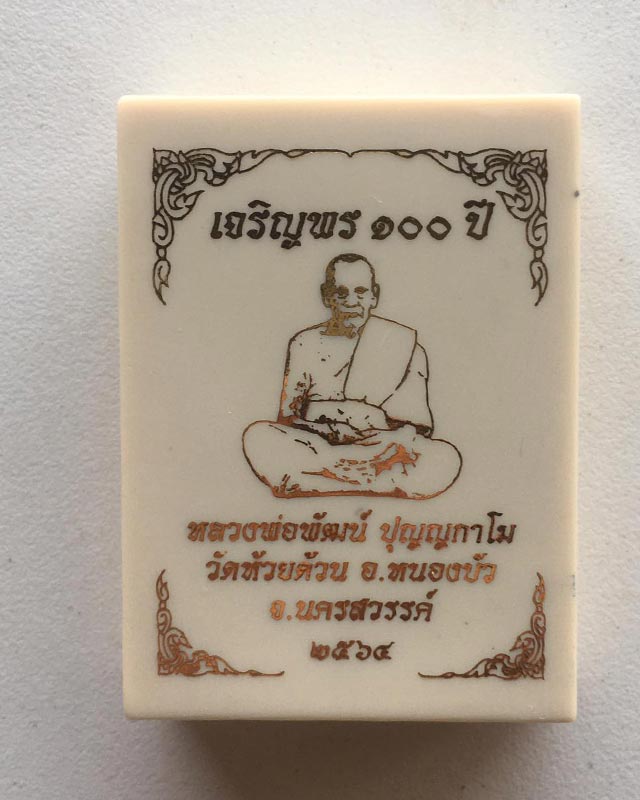 เจริญพร ๑๐๐ ปี
หลวงพ่อพัฒน์ ปุญญกาโม
วัดห้วยด้วน อ.หนองบัว
จ.นครสวรรค์
๒๕๖๔